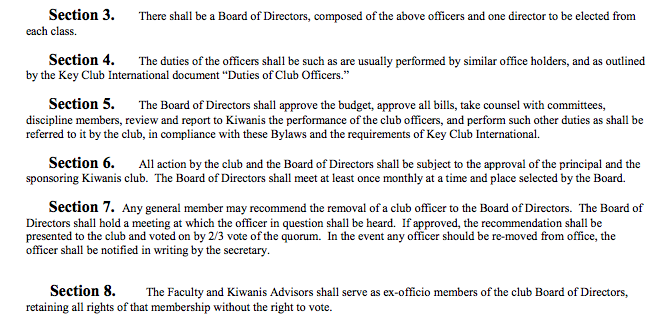 Section 3. There shall be a Board of Directors, composed of the above officers and one director to be elected from
each class.
Section 4. The duties of the officers shall be such as are usually performed by similar office holders, and as outlined
by the Key Club International document “Duties of Club Officers.”
Section 5. The Board of Directors shall approve the budget, approve all bills, take counsel with committees,
discipline members, review and report to Kiwanis the performance of the club officers, and perform such other duties as shall be
referred to it by the club, in compliance with these Bylaws and the requirements of Key Club International.
Section 6. All action by the club and the Board of Directors shall be subject to the approval of the principal and the
sponsoring Kiwanis club. The Board of Directors shall meet at least once monthly at a time and place selected by the Board.
Section 7. Any general member may recommend the removal of a club officer to the Board of Directors. The Board of
Directors shall hold a meeting at which the officer in question shall be heard. If approved, the recommendation shall be
presented to the club and voted on by 2/3 vote of the quorum. In the event any officer should be re-moved from office, the
officer shall be notified in writing by the secretary.
Section 8. The Faculty and Kiwanis Advisors shall serve as ex-officio members of the club Board of Directors,
retaining all rights of that membership without the right to vote.